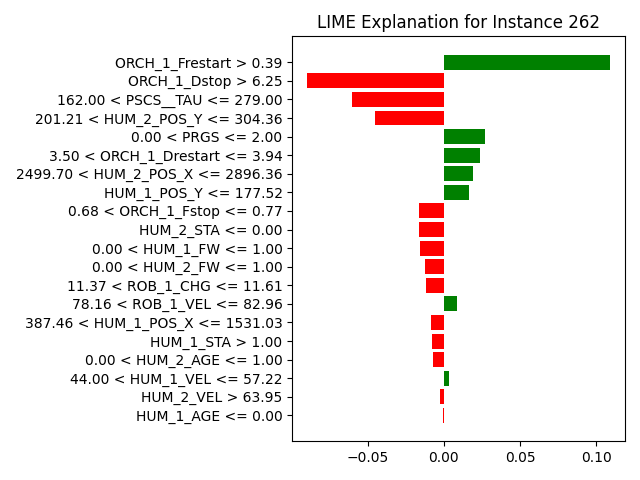 LIME Explanation for Instance 262
ORCH_1_Frestart > 0.39
ORCH_1_Dstop > 6.25
162.00 < PSCS__TAU <= 279.00
201.21 < HUM_2_POS_Y <= 304.36
0.00 < PRGS <= 2.00
3.50 < ORCH_1_Drestart <= 3.94
2499.70 < HUM_2_POS_X <= 2896.36
HUM_1_POS_Y <= 177.52
0.68 < ORCH_1_Fstop <= 0.77
HUM_2_STA <= 0.00
0.00 < HUM_1_FW <= 1.00
0.00 < HUM_2_FW <= 1.00
11.37 < ROB_1_CHG <= 11.61
78.16 < ROB_1_VEL <= 82.96
387.46 < HUM_1_POS_X <= 1531.03
HUM_1_STA > 1.00
0.00 < HUM_2_AGE <= 1.00
44.00 < HUM_1_VEL <= 57.22
HUM_2_VEL > 63.95
HUM_1_AGE <= 0.00
−0.05 0.00 0.05 0.10